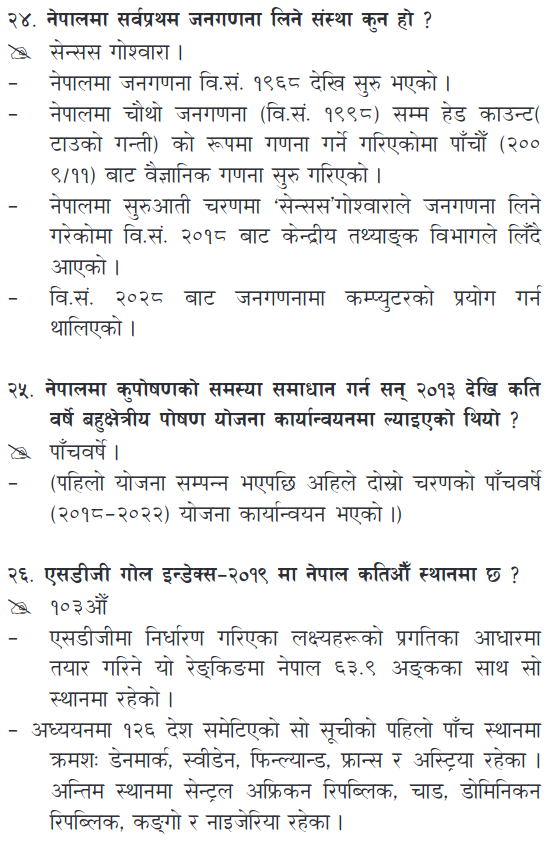 २४. नेपालमा सर्वप्रथम जनगणना लिने संस्था कुन हो ?
सेन्सस गोश्वारा ।
– नेपालमा जनगणना वि.सं. १९६८ देखि सुरु भएको ।
– नेपालमा चौथो जनगणना (वि.सं. १९९८) सम्म हेड काउन्ट(
टाउको गन्ती) को रूपमा गणना गर्ने गरिएकोमा पाँचौँ (२००
९/११) बाट वैज्ञानिक गणना सुरु गरिएको ।
– नेपालमा सुरुआती चरणमा ‘सेन्सस’गोश्वाराले जनगणना लिने
गरेकोमा वि.सं. २०१८ बाट केन्द्रीय तथ्याङ्क विभागले लिँदै
आएको ।
– वि.सं. २०२८ बाट जनगणनामा कम्प्युटरको प्रयोग गर्न
थालिएको ।
२५. नेपालमा कुपोषणको समस्या समाधान गर्न सन् २०१३ देखि कति
वर्षे बहुक्षेत्रीय पोषण योजना कार्यान्वयनमा ल्याइएको थियो ?
पाँचवर्षे ।
– (पहिलो योजना सम्पन्न भएपछि अहिले दोस्रो चरणको पाँचवर्षे
(२०१८–२०२२) योजना कार्यान्वयन भएको ।)
२६. एसडीजी गोल इन्डेक्स–२०१९ मा नेपाल कतिऔँ स्थानमा छ ?
१०३औँ
– एसडीजीमा निर्धारण गरिएका लक्ष्यहरूको प्रगतिका आधारमा
तयार गरिने यो रेङ्किङमा नेपाल ६३.९ अङ्कका साथ सो
स्थानमा रहेको ।
– अध्ययनमा १२६ देश समेटिएको सो सूचीको पहिलो पाँच स्थानमा
क्रमशः डेनमार्क, स्वीडेन, फिन्ल्यान्ड, फ्रान्स र अस्ट्रिया रहेका ।
अन्तिम स्थानमा सेन्ट्रल अफ्रिकन रिपब्लिक, चाड, डोमिनिकन
रिपब्लिक, कङ्गो र नाइजेरिया रहेका ।